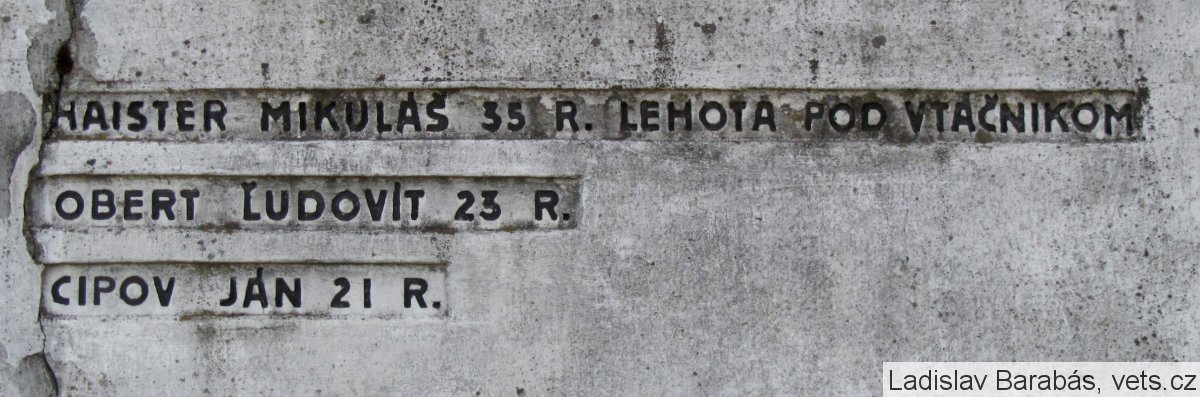 HAISTER MIKULÁŠ 35 R. LEHOTA POD VTÁČNIKOM
OBERT ĽUDOVÍT 23 R.
CIPOV JÁN 21 R.
Ladislav Barabás, vets.cz